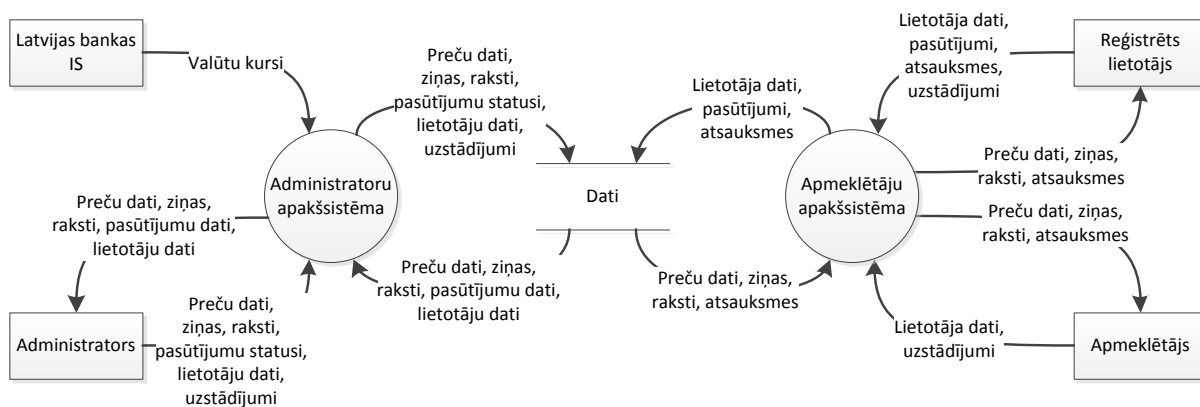 Latvijas bankas
IS
Valūtu kursi
Preču dati,
ziņas, raksti,
pasūtījumu statusi,
lietotāju dati,
uzstādījumi
Lietotāja dati,
pasūtījumi,
atsauksmes
Lietotāja dati,
pasūtījumi,
atsauksmes,
uzstādījumi
Reģistrēts
lietotājs
Administratoru
apakšsistēma
Dati
Apmeklētāju
apakšsistēma
Preču dati, ziņas,
raksti, atsauksmes
Preču dati, ziņas,
raksti, pasūtījumu dati,
lietotāju dati
Preču dati, ziņas,
raksti, pasūtījumu dati,
lietotāju dati
Preču dati, ziņas,
raksti, atsauksmes
Preču dati, ziņas,
raksti, atsauksmes
Administrators
Preču dati,
ziņas, raksti,
pasūtījumu statusi,
lietotāju dati,
uzstādījumi
Lietotāja dati,
uzstādījumi
Apmeklētājs